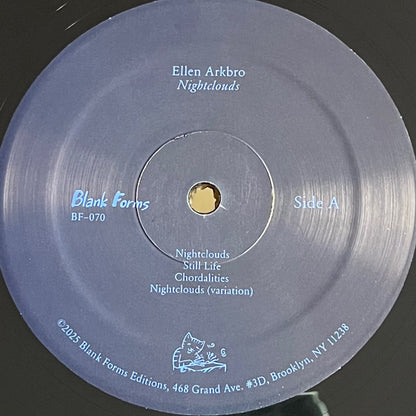 Ellen Arkbro
Nightclouds
Blank Forms
BF-070
Side A
Nightclouds
Still Life
Chordalities
Nightclouds (variation)
©2025 Blank Forms Editions, 468 Grand Ave. #3D, Brooklyn, NY 11238